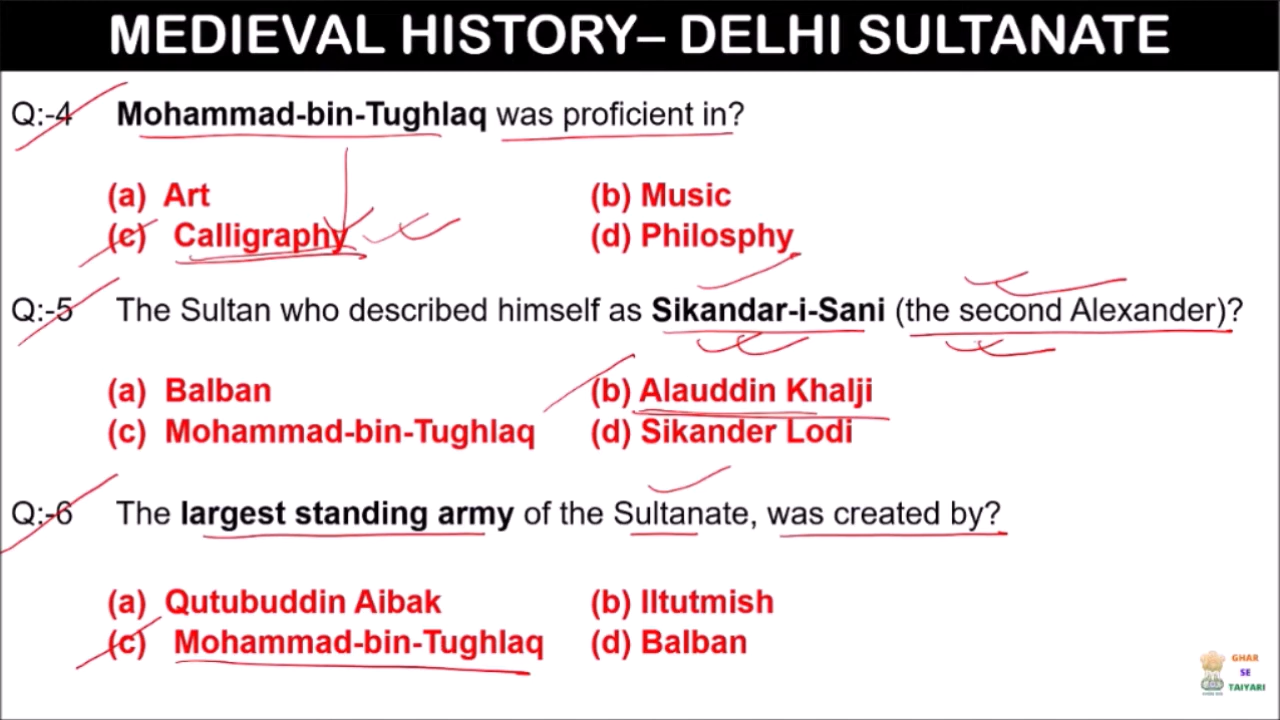 MEDIEVAL HISTORY– DELHI SULTANATE
Q:-4 Mohammad-bin-Tughlaq was proficient in?
(a) Art (b) Music
(c) Calligraphy (d) Philosphy
Q:-5 The Sultan who described himself as Sikandar-i-Sani (the second Alexander)?
(a) Balban (b) Alauddin Khalji
(c) Mohammad-bin-Tughlaq (d) Sikander Lodi
Q:-6 The largest standing army of the Sultanate, was created by?
(a) Qutubuddin Aibak (b) Iltutmish
(c) Mohammad-bin-Tughlaq (d) Balban
GHAR
SE
TAIYARI